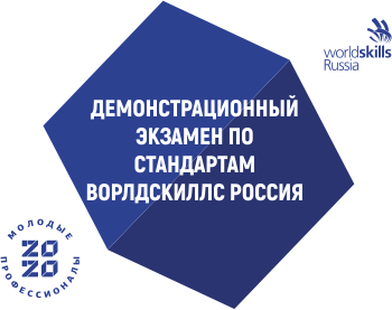 worldskills
Russia
ДЕМОНСТРАЦИОННЫЙ
ЭКЗАМЕН ПО
СТАНДАРТАМ
ВОРЛДСКИЛЛС РОССИЯ
МОЛОДЫЕ
2020
ПРОФЕССИОНАЛЫ